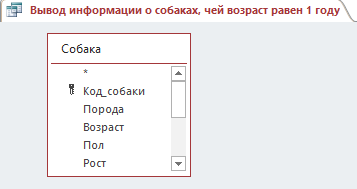 Вывод информации о собаках, чей возраст равен 1 году
Собака
*
Код_собаки
Порода
Возраст
Пол
Рост